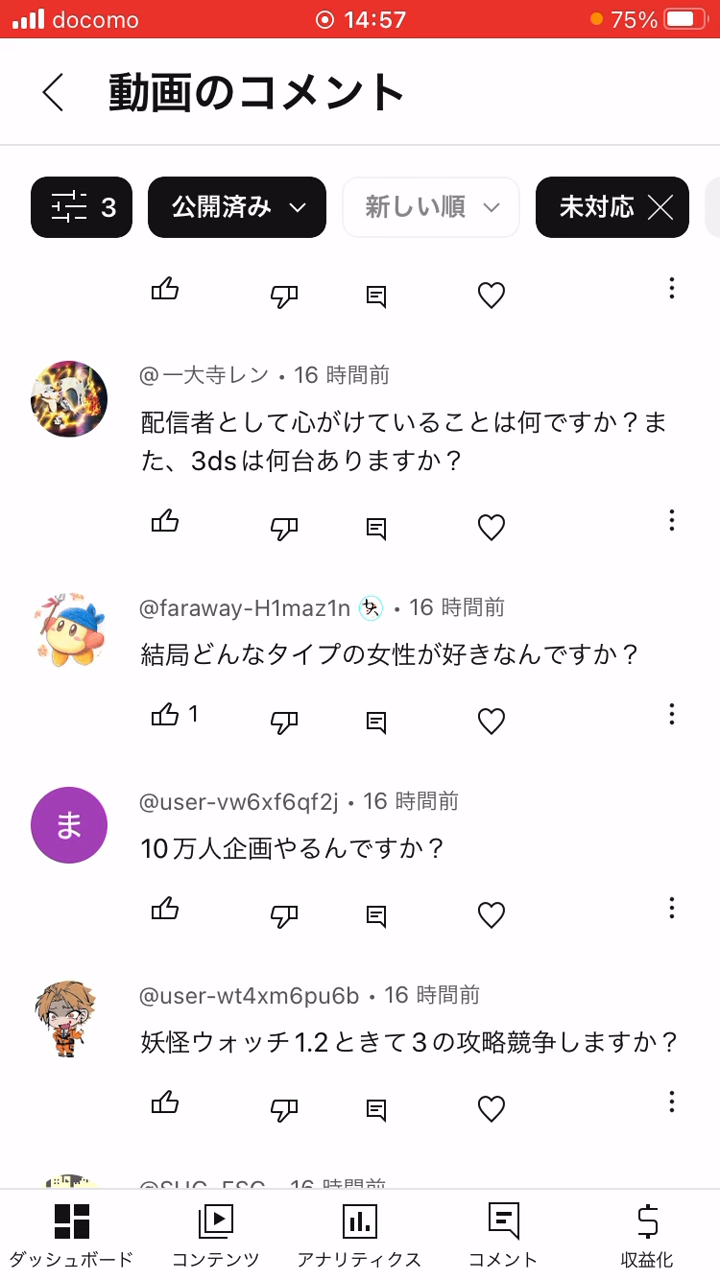 docomo 14:57 75%
動画のコメント
3 公開済み 新しい順 未対応
@一大寺レン • 16 時間前
配信者として心がけていることは何ですか？ま
た、3dsは何台ありますか？
@faraway-H1maz1n • 16 時間前
結局どんなタイプの女性が好きなんですか？
1
ま
@user-vw6xf6qf2j • 16 時間前
10万人企画やるんですか？
@user-wt4xm6pu6b • 16 時間前
妖怪ウォッチ1.2ときて３の攻略競争しますか？
16 時間前
ダッシュボード コンテンツ アナリティクス コメント 収益化